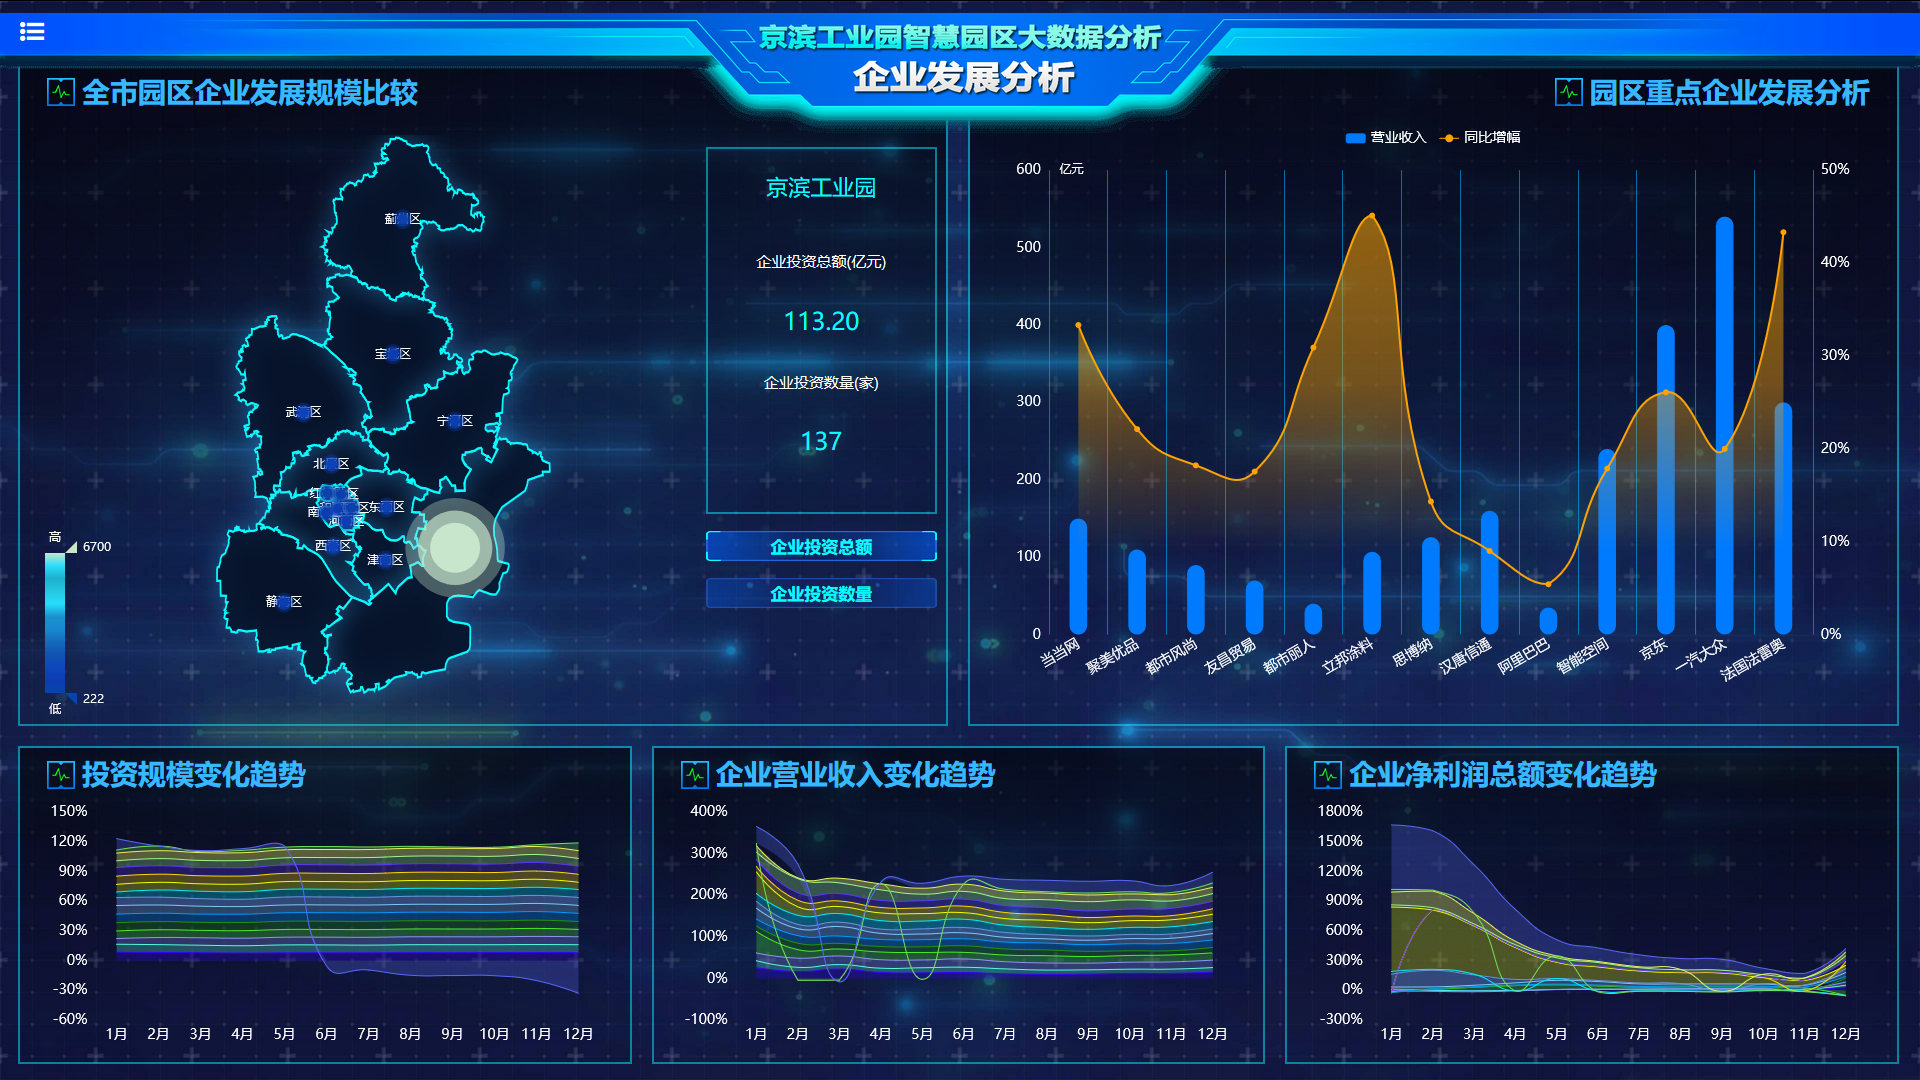 京滨工业园智慧园区大数据分析
企业发展分析
全市园区企业发展规模比较
蓟州区
宝坻区
武清区
宁河区
北辰区
东丽区
西青区
津南区
静海区
高
6700
222
低
京滨工业园
企业投资总额(亿元)
113.20
企业投资数量(家)
137
企业投资总额
企业投资数量
园区重点企业发展分析
营业收入 同比增幅
亿元
600
500
400
300
200
100
0
50%
40%
30%
20%
10%
0%
当当网 聚美优品 都市风尚 友昌贸易 都市丽人 立邦涂料 思博纳 汉唐信通 阿里巴巴 智能空间 京东 一汽大众 法国法雷奥
投资规模变化趋势
150%
120%
90%
60%
30%
0%
-30%
-60%
1月 2月 3月 4月 5月 6月 7月 8月 9月 10月 11月 12月
企业营业收入变化趋势
400%
300%
200%
100%
0%
-100%
1月 2月 3月 4月 5月 6月 7月 8月 9月 10月 11月 12月
企业净利润总额变化趋势
1800%
1500%
1200%
900%
600%
300%
0%
-300%
1月 2月 3月 4月 5月 6月 7月 8月 9月 10月 11月 12月